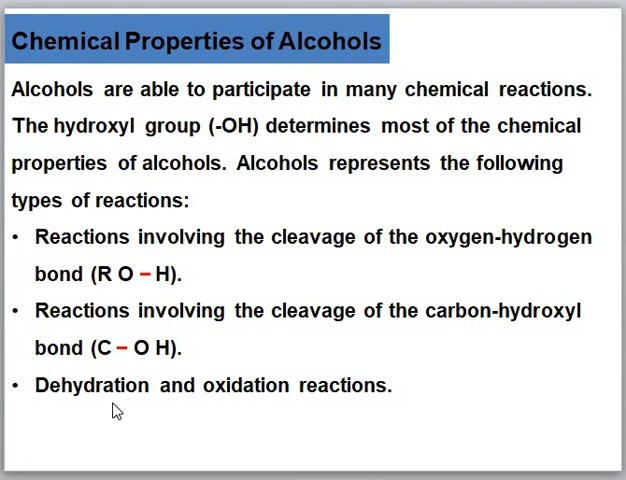 Chemical Properties of Alcohols
Alcohols are able to participate in many chemical reactions.
The hydroxyl group (-OH) determines most of the chemical
properties of alcohols. Alcohols represents the following
types of reactions:
• Reactions involving the cleavage of the oxygen-hydrogen
bond (R O – H).
• Reactions involving the cleavage of the carbon-hydroxyl
bond (C – O H).
• Dehydration and oxidation reactions.